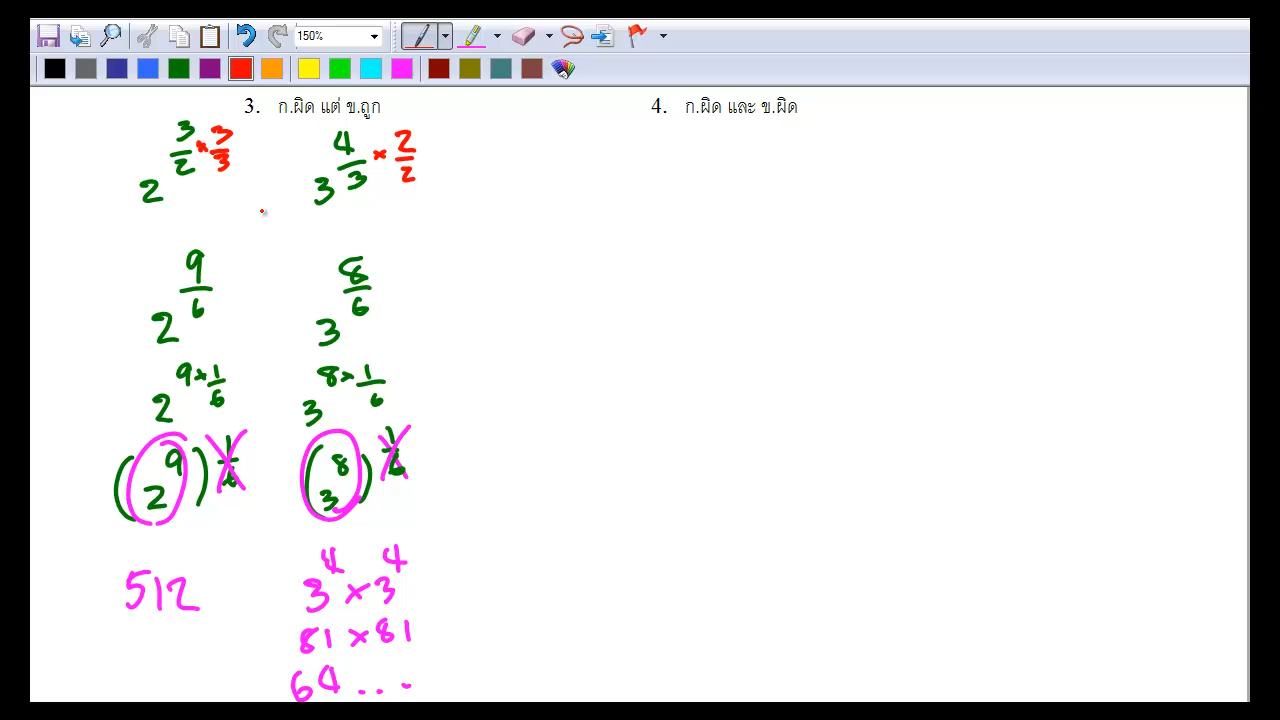 150%
3. ก.ผิด แต่ ข.ถูก 4. ก.ผิด และ ข.ผิด
2^(3/2 × 3/3) 3^(4/3 × 2/2)
2^(9/6) 3^(8/6)
2^(9×1/6) 3^(8×1/6)
(2^9)^(1/6) (3^8)^(1/6)
512 3^4 × 3^4
81 × 81
64 ...